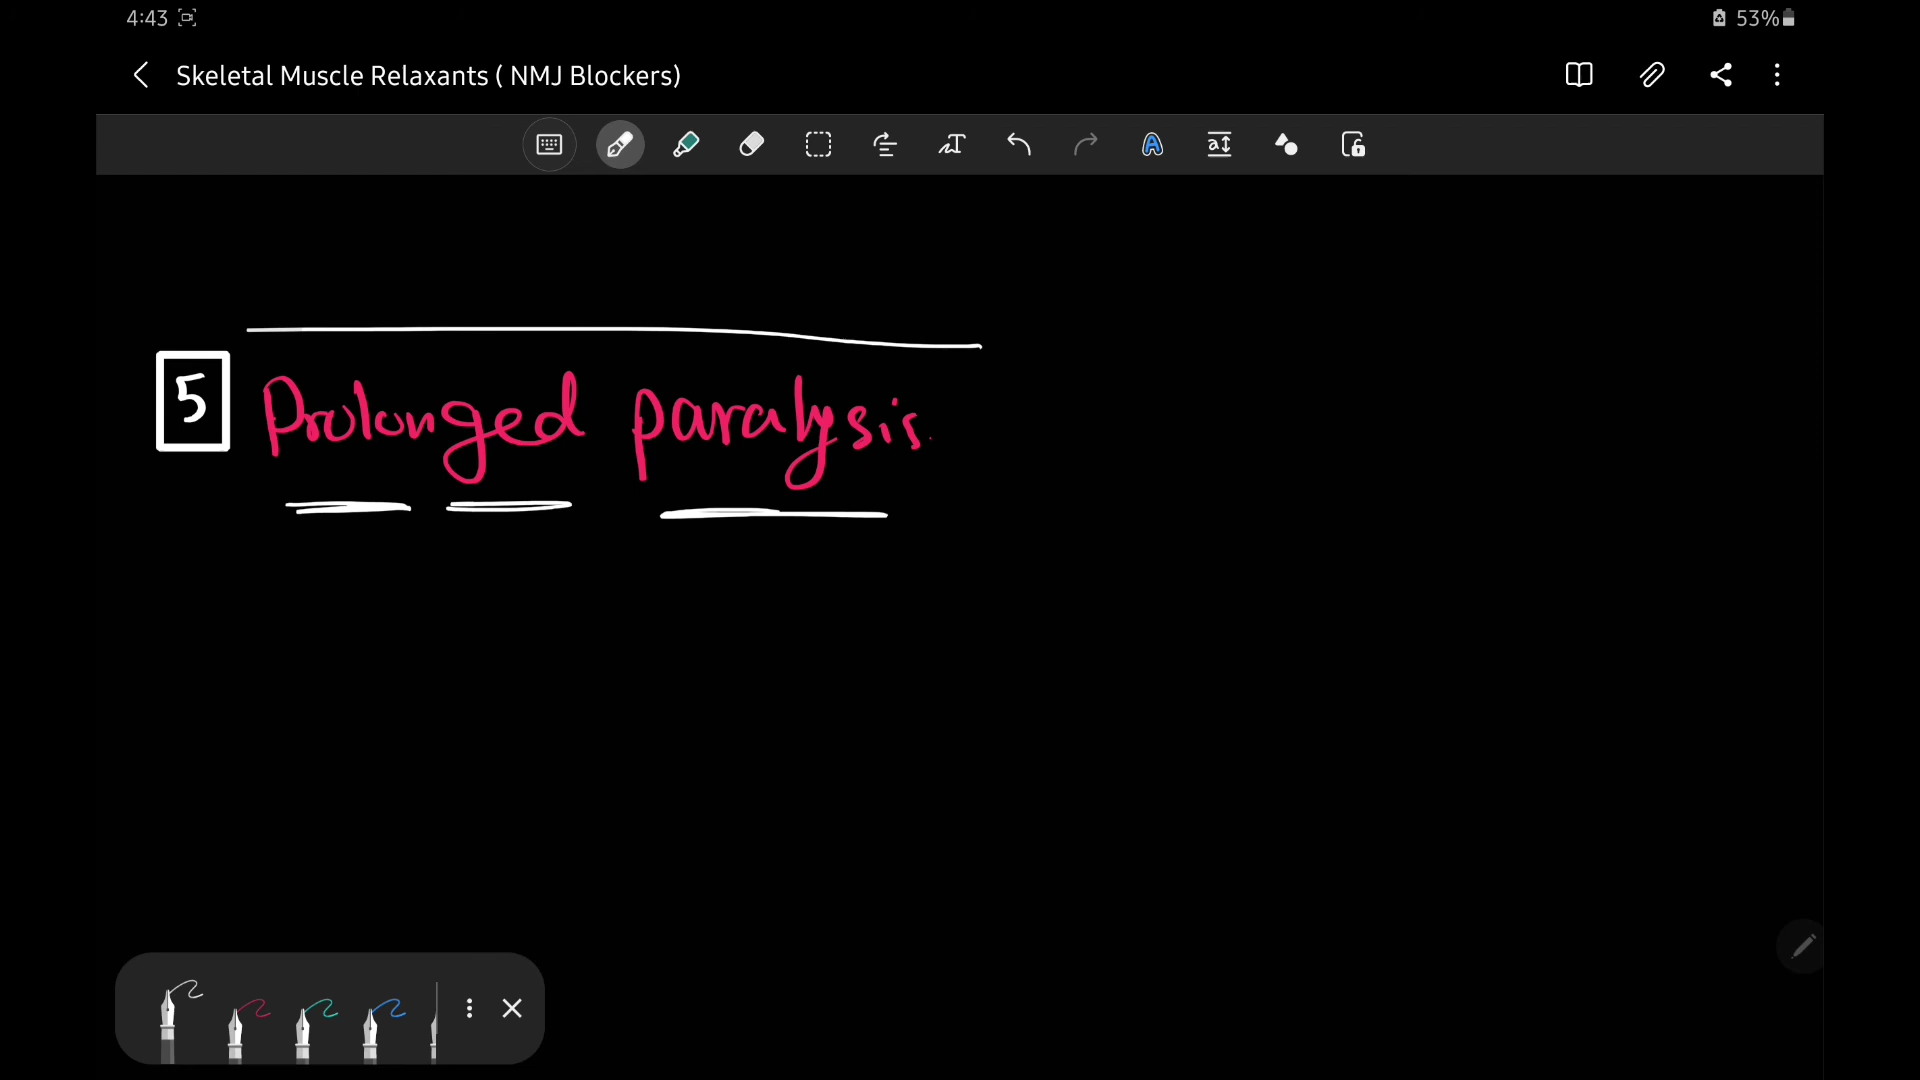 4:43
53%
Skeletal Muscle Relaxants ( NMJ Blockers)
5 Prolonged paralysis.